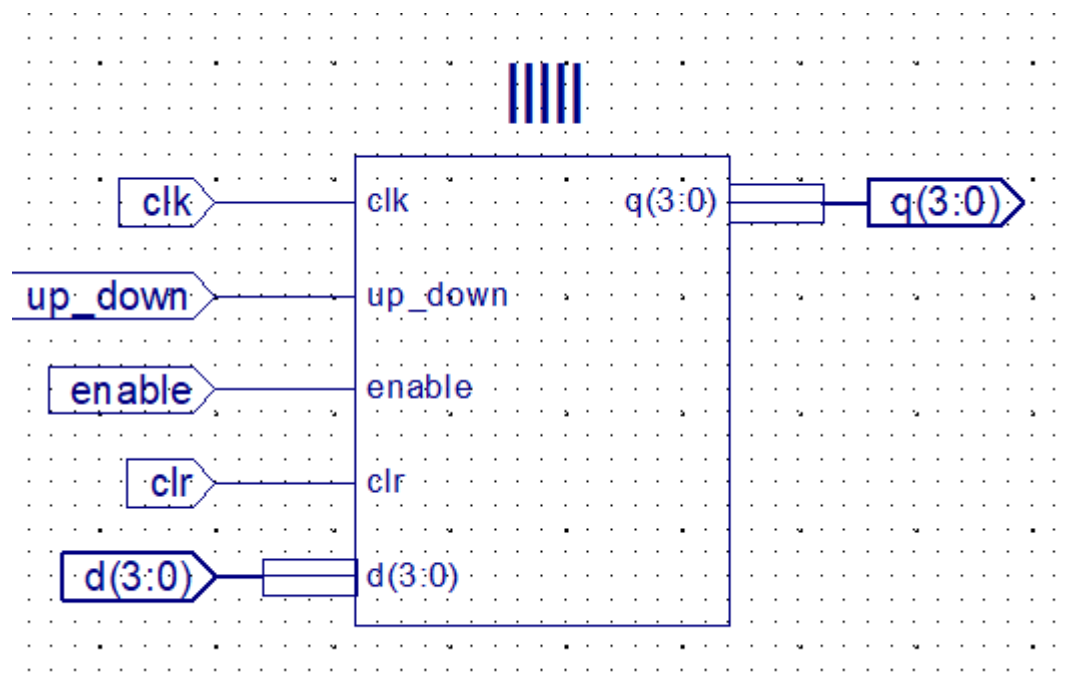 clk clk q(3:0) q(3:0)
up_down up_down
enable enable
clr clr
d(3:0) d(3:0)